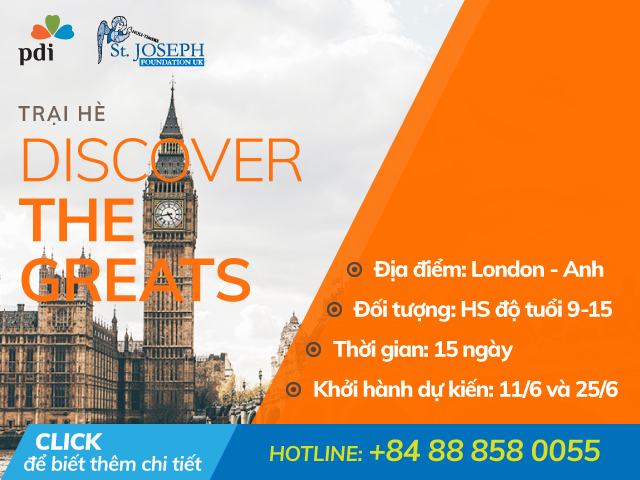 pdi
HOLI-TIMERS
St. JOSEPH
FOUNDATION UK
TRẠI HÈ
DISCOVER
THE
GREATS
Địa điểm: London - Anh
Đối tượng: HS độ tuổi 9-15
Thời gian: 15 ngày
Khởi hành dự kiến: 11/6 và 25/6
CLICK
để biết thêm chi tiết
HOTLINE: +84 88 858 0055